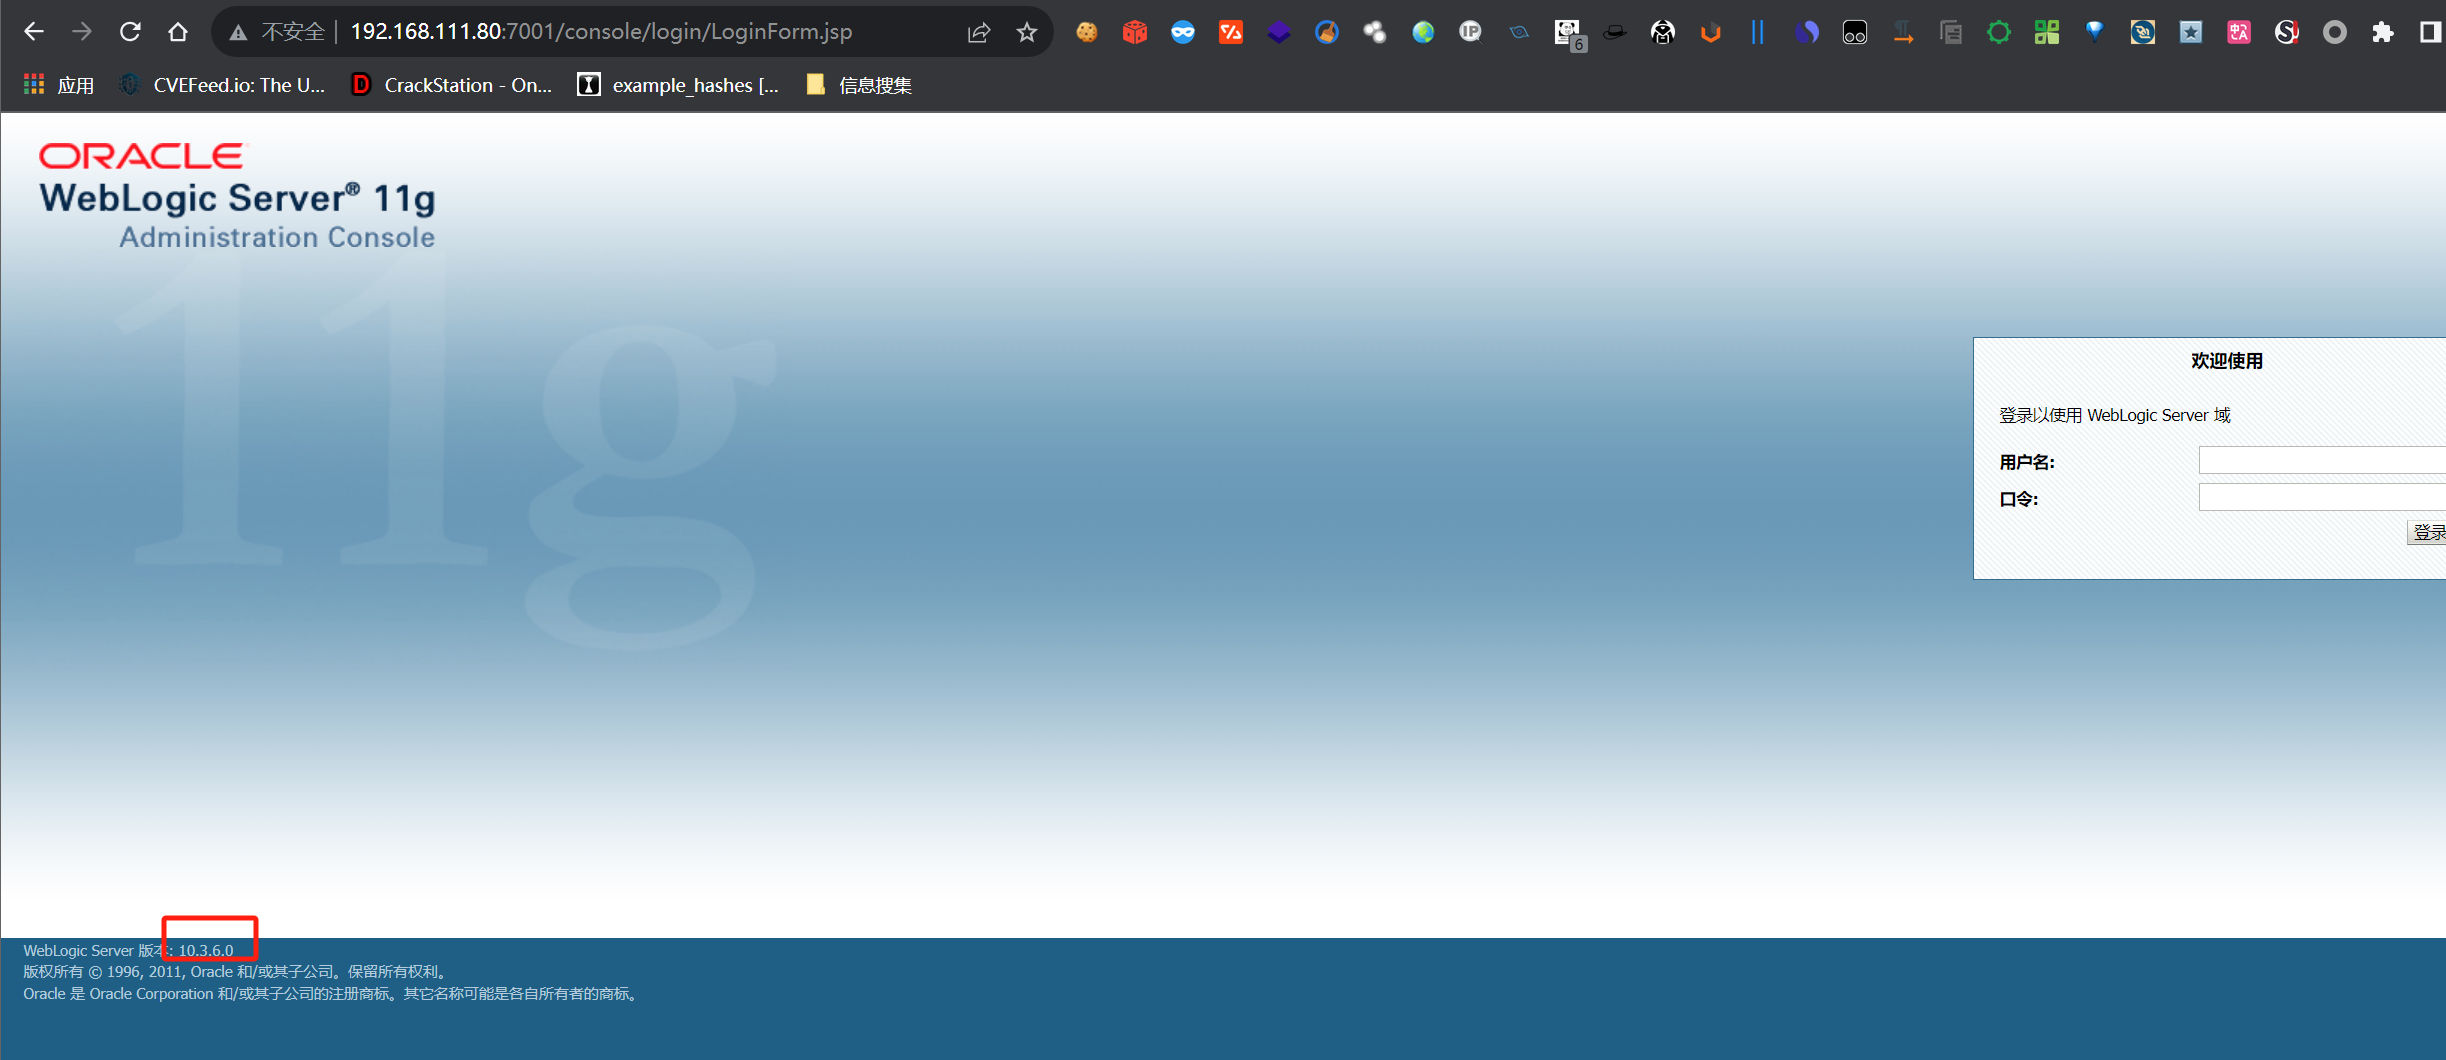 不安全 192.168.111.80:7001/console/login/LoginForm.jsp
6
应用 CVEFeed.io: The U... CrackStation - On... example_hashes [... 信息搜集
ORACLE
WebLogic Server® 11g
Administration Console
11g
欢迎使用
登录以使用 WebLogic Server 域
用户名:
口令:
登录
WebLogic Server 版本: 10.3.6.0
版权所有 © 1996, 2011, Oracle 和/或其子公司。保留所有权利。
Oracle 是 Oracle Corporation 和/或其子公司的注册商标。其它名称可能是各自所有者的商标。